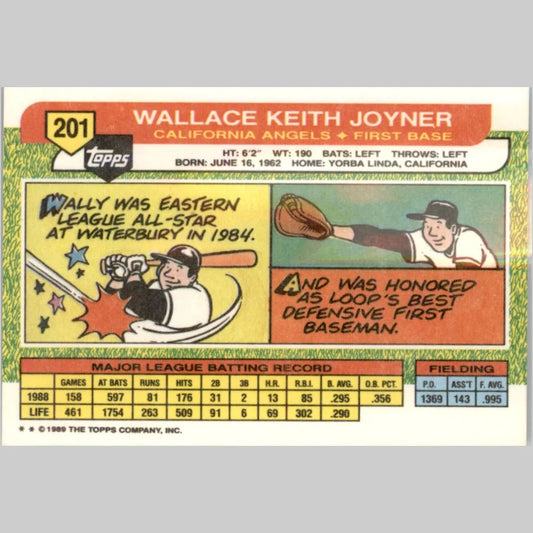 201
topps
WALLACE KEITH JOYNER
CALIFORNIA ANGELS ✦ FIRST BASE
HT: 6'2" WT: 190 BATS: LEFT THROWS: LEFT
BORN: JUNE 16, 1962 HOME: YORBA LINDA, CALIFORNIA
WALLY WAS EASTERN
LEAGUE ALL-STAR
AT WATERBURY IN 1984.
AND WAS HONORED
AS LOOP'S BEST
DEFENSIVE FIRST
BASEMAN.
MAJOR LEAGUE BATTING RECORD
GAMES AT BATS RUNS HITS 2B 3B H.R. R.B.I. B. AVG. O.B. PCT.
1988 158 597 81 176 31 2 13 85 .295 .356
LIFE 461 1754 263 509 91 6 69 302 .290
FIELDING
P.O. ASS'T F. AVG.
1369 143 .995
* * © 1989 THE TOPPS COMPANY, INC.